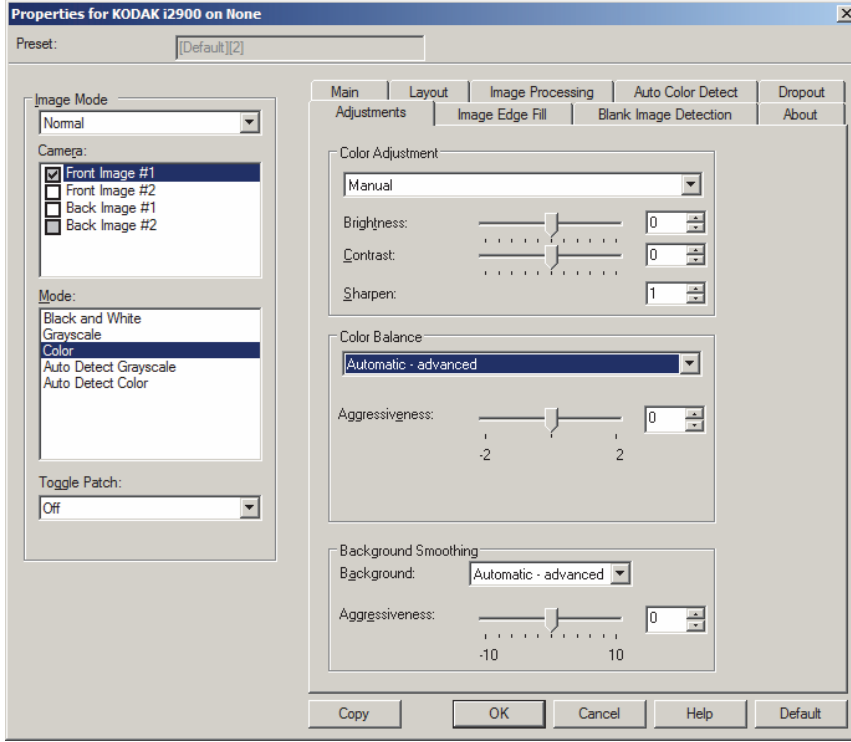 Properties for KODAK i2900 on None
Preset:
[Default][2]
Image Mode
Normal
Camera:
Front Image #1
Front Image #2
Back Image #1
Back Image #2
Mode:
Black and White
Grayscale
Color
Auto Detect Grayscale
Auto Detect Color
Toggle Patch:
Off
Main Layout Image Processing Auto Color Detect Dropout
Adjustments Image Edge Fill Blank Image Detection About
Color Adjustment
Manual
Brightness: 0
Contrast: 0
Sharpen: 1
Color Balance
Automatic - advanced
Aggressiveness: 0
-2 2
Background Smoothing
Background: Automatic - advanced
Aggressiveness: 0
-10 10
Copy OK Cancel Help Default